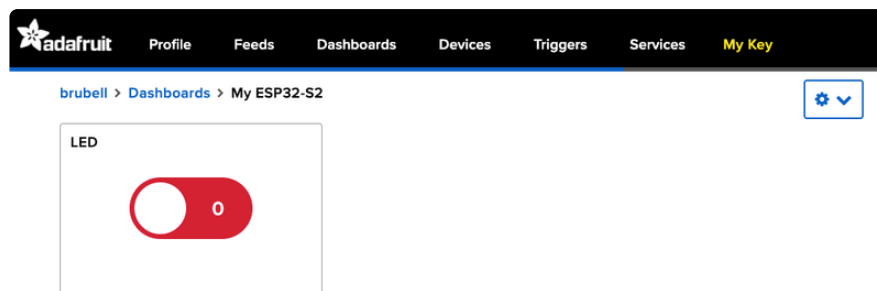 adafruit Profile Feeds Dashboards Devices Triggers Services My Key
brubell > Dashboards > My ESP32-S2
LED
0